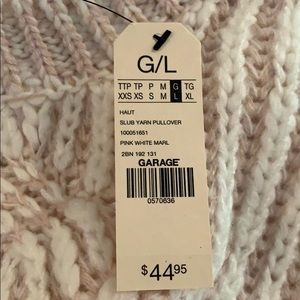 G/L
TTP TP P M G TG
XXS XS S M L XL
HAUT
SLUB YARN PULLOVER
100051651
PINK WHITE MARL
2BN 192 131
GARAGE
0570836
$44.95